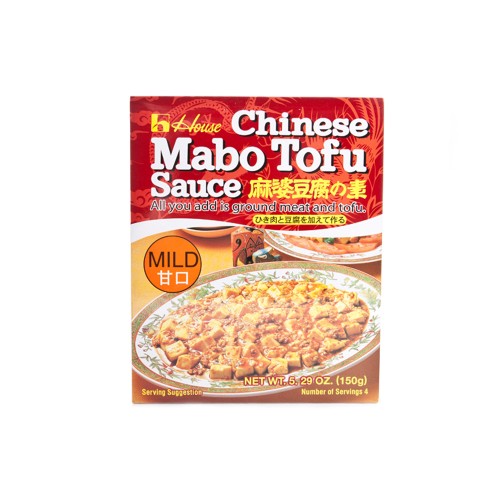 House Chinese
Mabo Tofu
Sauce 麻婆豆腐の素
All you add is ground meat and tofu.
ひき肉と豆腐を加えて作る
MILD
甘口
NET WT. 5. 29 OZ. (150g)
Serving Suggestion
Number of Servings 4